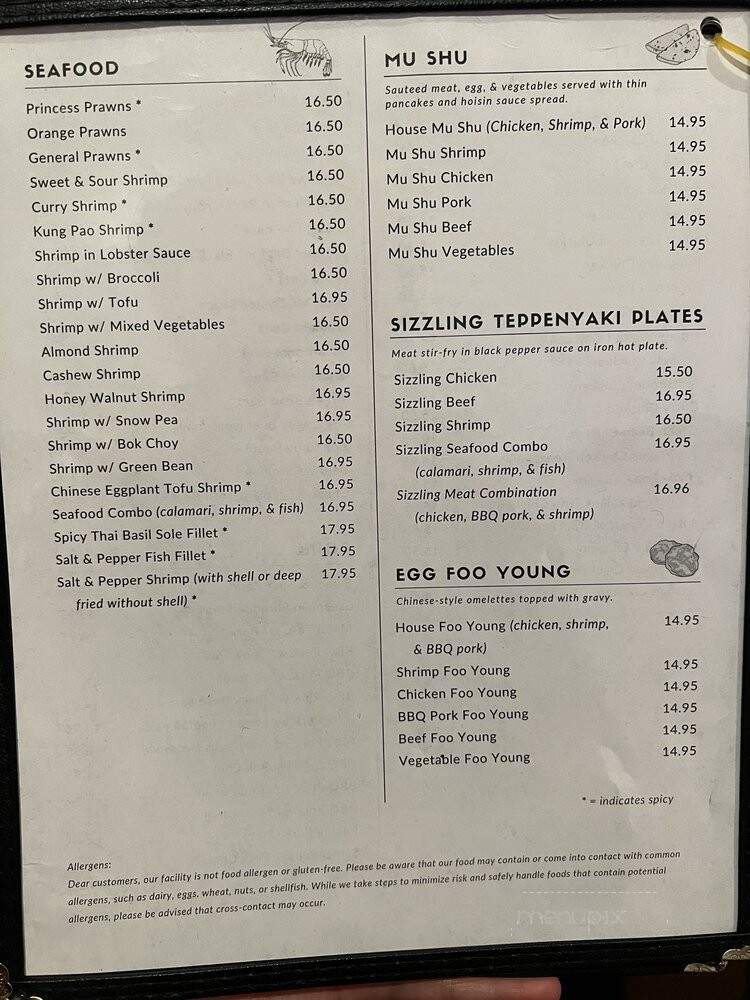 SEAFOOD
Princess Prawns * 16.50
Orange Prawns 16.50
General Prawns * 16.50
Sweet & Sour Shrimp 16.50
Curry Shrimp * 16.50
Kung Pao Shrimp * 16.50
Shrimp in Lobster Sauce 16.50
Shrimp w/ Broccoli 16.50
Shrimp w/ Tofu 16.95
Shrimp w/ Mixed Vegetables 16.50
Almond Shrimp 16.50
Cashew Shrimp 16.50
Honey Walnut Shrimp 16.95
Shrimp w/ Snow Pea 16.95
Shrimp w/ Bok Choy 16.50
Shrimp w/ Green Bean 16.95
Chinese Eggplant Tofu Shrimp * 16.95
Seafood Combo (calamari, shrimp, & fish) 16.95
Spicy Thai Basil Sole Fillet * 17.95
Salt & Pepper Fish Fillet * 17.95
Salt & Pepper Shrimp (with shell or deep 17.95
fried without shell) *
MU SHU
Sauteed meat, egg, & vegetables served with thin
pancakes and hoisin sauce spread.
House Mu Shu (Chicken, Shrimp, & Pork) 14.95
Mu Shu Shrimp 14.95
Mu Shu Chicken 14.95
Mu Shu Pork 14.95
Mu Shu Beef 14.95
Mu Shu Vegetables 14.95
SIZZLING TEPPENYAKI PLATES
Meat stir-fry in black pepper sauce on iron hot plate.
Sizzling Chicken 15.50
Sizzling Beef 16.95
Sizzling Shrimp 16.50
Sizzling Seafood Combo 16.95
(calamari, shrimp, & fish)
Sizzling Meat Combination 16.96
(chicken, BBQ pork, & shrimp)
EGG FOO YOUNG
Chinese-style omelettes topped with gravy.
House Foo Young (chicken, shrimp, 14.95
& BBQ pork)
Shrimp Foo Young 14.95
Chicken Foo Young 14.95
BBQ Pork Foo Young 14.95
Beef Foo Young 14.95
Vegetable Foo Young 14.95
* = indicates spicy
Allergens:
Dear customers, our facility is not food allergen or gluten-free. Please be aware that our food may contain or come into contact with common
allergens, such as dairy, eggs, wheat, nuts, or shellfish. While we take steps to minimize risk and safely handle foods that contain potential
allergens, please be advised that cross-contact may occur.
menupix